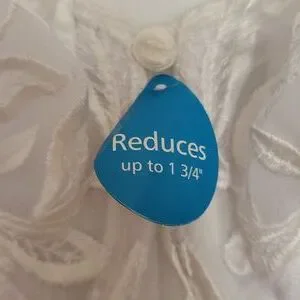 Reduces
up to 1 3/4"